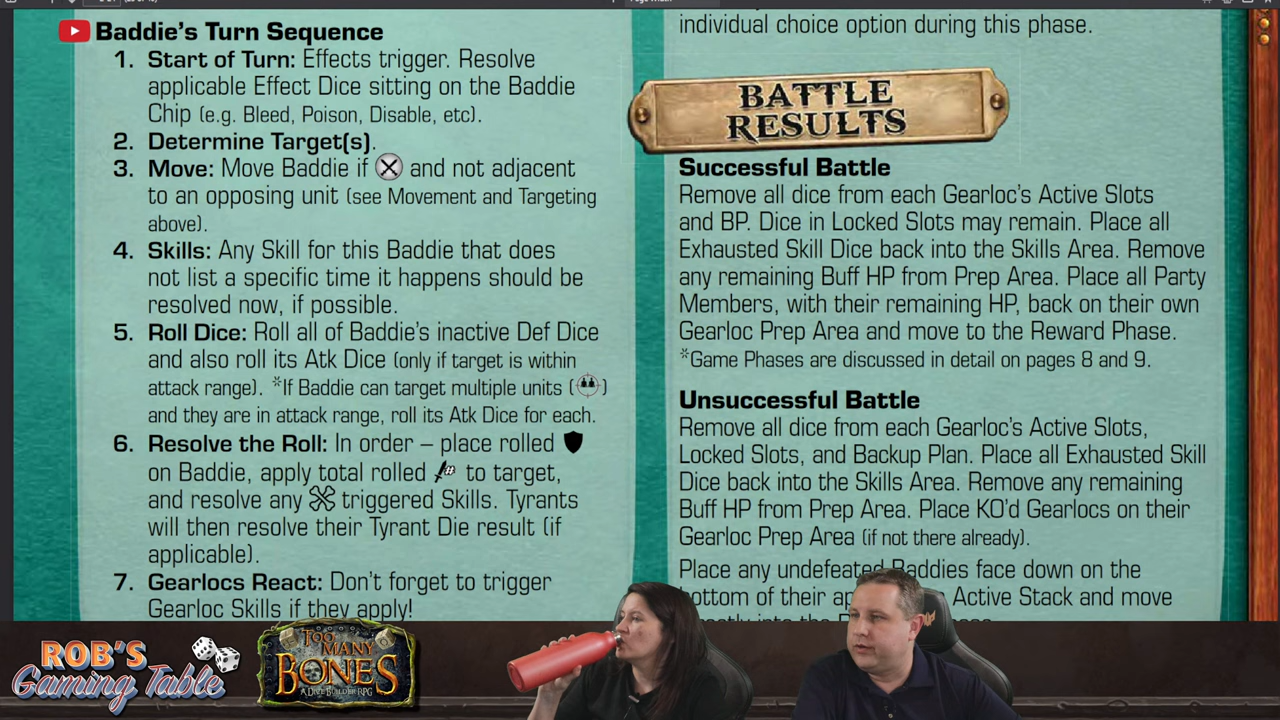 Baddie's Turn Sequence
1. Start of Turn: Effects trigger. Resolve
applicable Effect Dice sitting on the Baddie
Chip (e.g. Bleed, Poison, Disable, etc).
2. Determine Target(s).
3. Move: Move Baddie if and not adjacent
to an opposing unit (see Movement and Targeting
above).
4. Skills: Any Skill for this Baddie that does
not list a specific time it happens should be
resolved now, if possible.
5. Roll Dice: Roll all of Baddie's inactive Def Dice
and also roll its Atk Dice (only if target is within
attack range). *If Baddie can target multiple units ( )
and they are in attack range, roll its Atk Dice for each.
6. Resolve the Roll: In order – place rolled
on Baddie, apply total rolled to target,
and resolve any triggered Skills. Tyrants
will then resolve their Tyrant Die result (if
applicable).
7. Gearlocs React: Don't forget to trigger
Gearloc Skills if they apply!
individual choice option during this phase.
BATTLE
RESULTS
Successful Battle
Remove all dice from each Gearloc's Active Slots
and BP. Dice in Locked Slots may remain. Place all
Exhausted Skill Dice back into the Skills Area. Remove
any remaining Buff HP from Prep Area. Place all Party
Members, with their remaining HP, back on their own
Gearloc Prep Area and move to the Reward Phase.
*Game Phases are discussed in detail on pages 8 and 9.
Unsuccessful Battle
Remove all dice from each Gearloc's Active Slots,
Locked Slots, and Backup Plan. Place all Exhausted Skill
Dice back into the Skills Area. Remove any remaining
Buff HP from Prep Area. Place KO'd Gearlocs on their
Gearloc Prep Area (if not there already).
Place any undefeated Baddies face down on the
bottom of their Active Stack and move
ROB'S
Gaming Table
TOO
MANY
BONES
A DICE BUILDER RPG